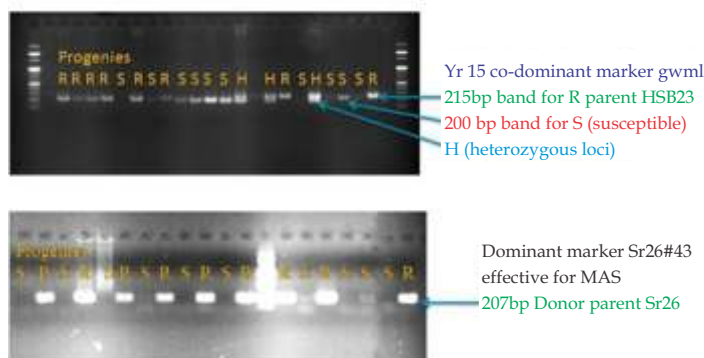 Progenies
R R R R S R S R S S S S H H R S H S S S R
Yr 15 co-dominant marker gwml
215bp band for R parent HSB23
200 bp band for S (susceptible)
H (heterozygous loci)
Progenies
Dominant marker Sr26#43
effective for MAS
207bp Donor parent Sr26